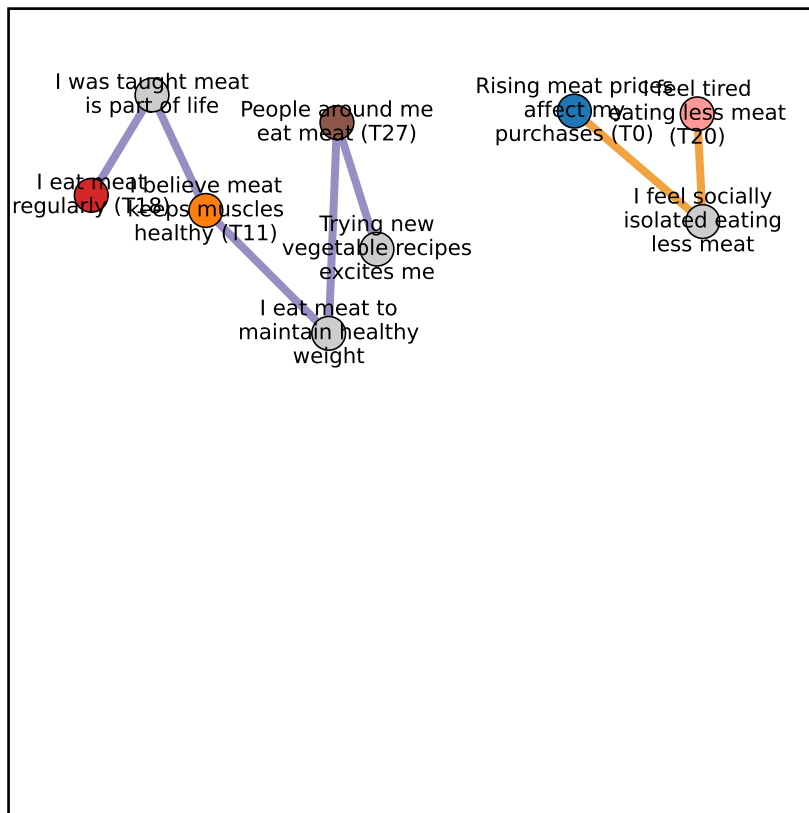 I was taught meat
is part of life
People around me
eat meat (T27)
Rising meat prices
affect my
purchases (T0)
I feel tired
eating less meat
(T20)
I eat meat
regularly (T18)
I believe meat
keeps muscles
healthy (T11)
Trying new
vegetable recipes
excites me
I feel socially
isolated eating
less meat
I eat meat to
maintain healthy
weight